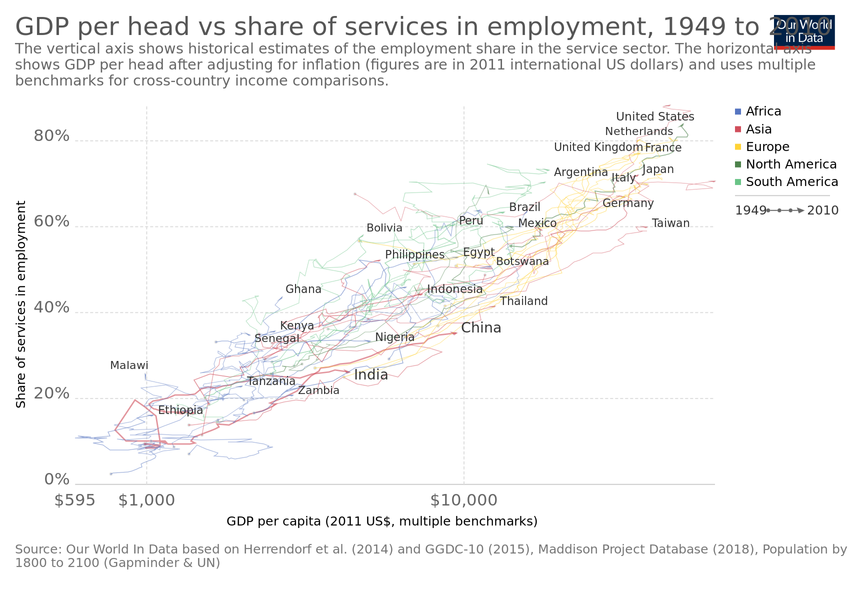 GDP per head vs share of services in employment, 1949 to 2010
Our World
in Data
The vertical axis shows historical estimates of the employment share in the service sector. The horizontal axis
shows GDP per head after adjusting for inflation (figures are in 2011 international US dollars) and uses multiple
benchmarks for cross-country income comparisons.
Africa
Asia
Europe
North America
South America
1949
2010
80%
60%
40%
20%
0%
Share of services in employment
United States
Netherlands
United Kingdom
France
Argentina
Italy
Japan
Germany
Brazil
Peru
Mexico
Taiwan
Bolivia
Philippines
Egypt
Botswana
Ghana
Indonesia
Thailand
Kenya
China
Senegal
Nigeria
Malawi
India
Tanzania
Zambia
Ethiopia
$595
$1,000
$10,000
GDP per capita (2011 US$, multiple benchmarks)
Source: Our World In Data based on Herrendorf et al. (2014) and GGDC-10 (2015), Maddison Project Database (2018), Population by
1800 to 2100 (Gapminder & UN)